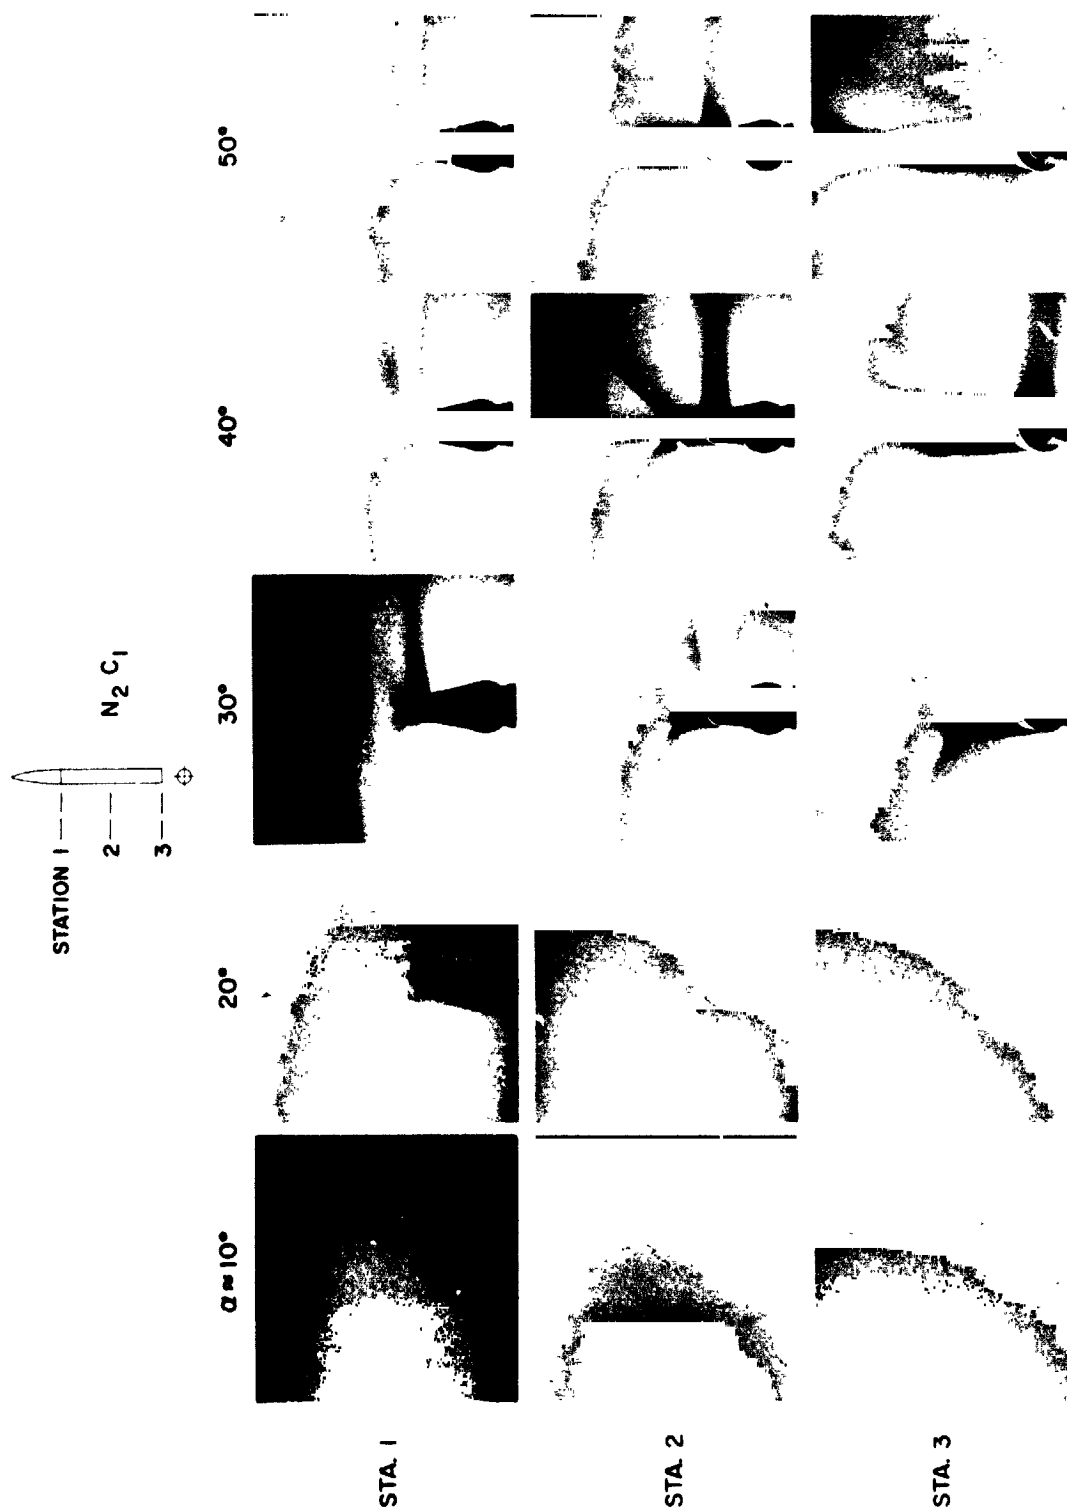 STATION 1
2
3
N₂ C₁
α≈10°
20°
30°
40°
50°
STA. 1
STA. 2
STA. 3